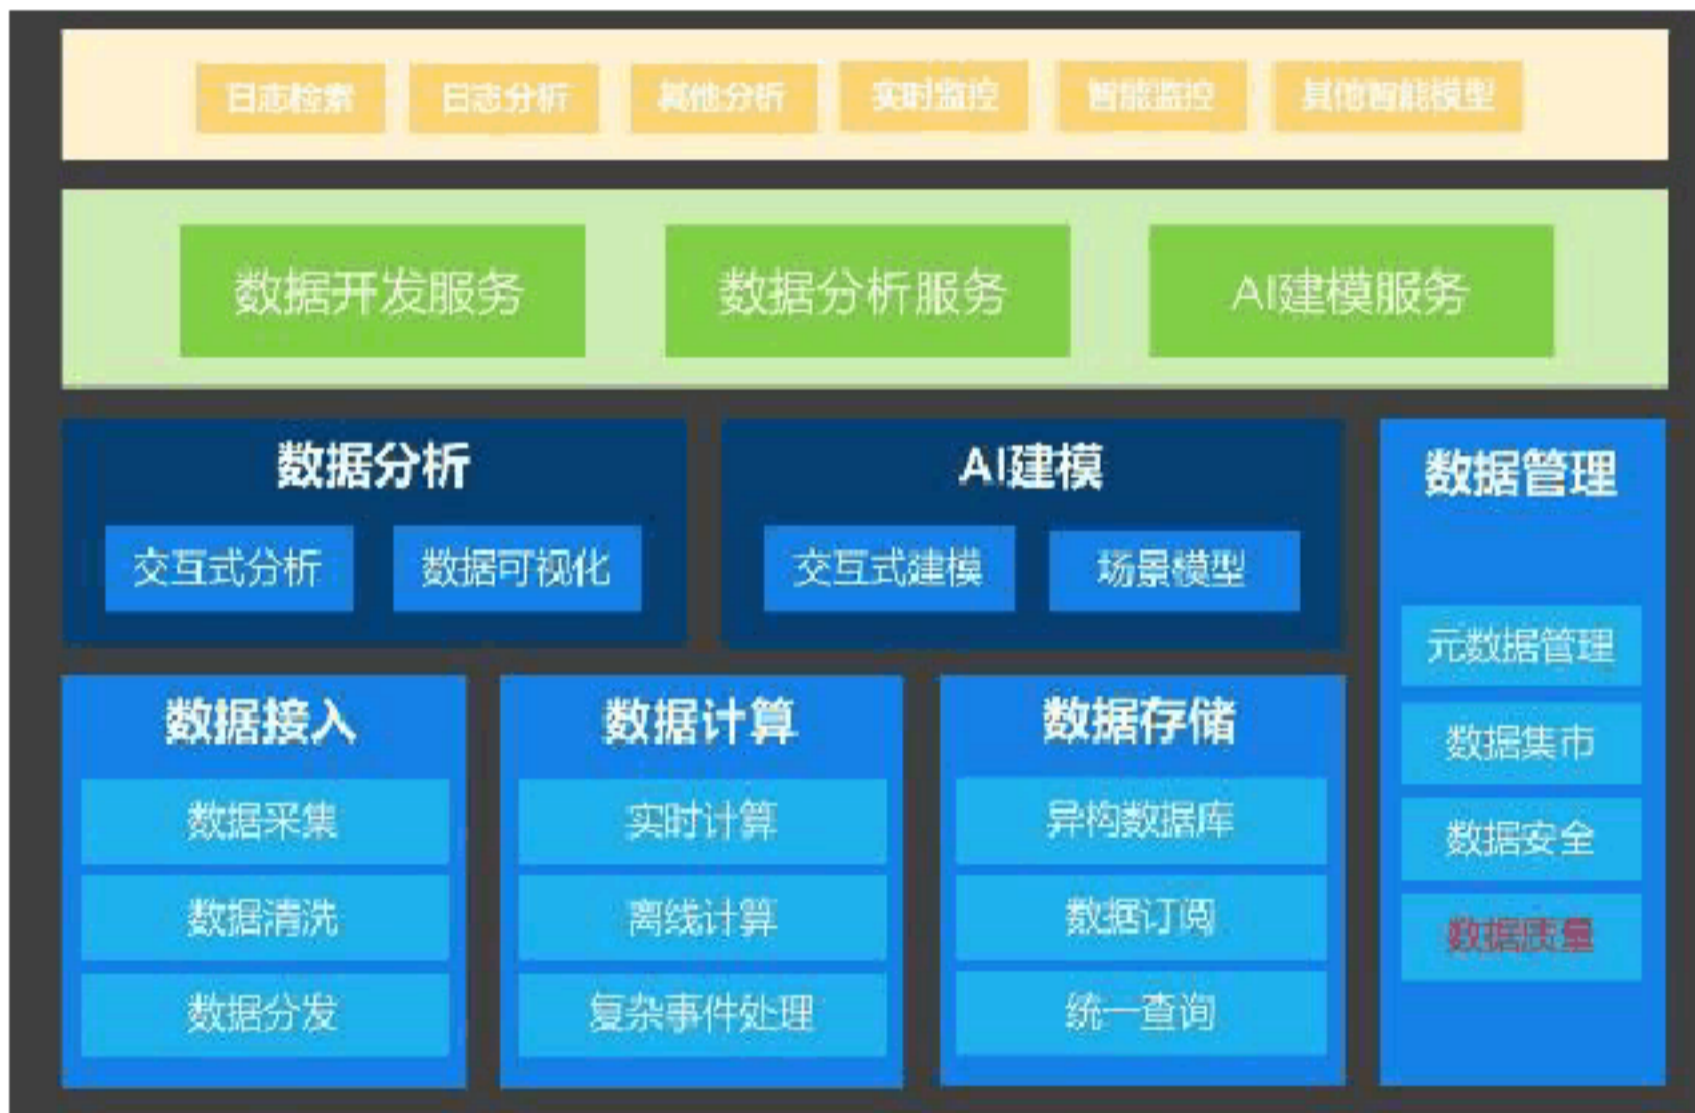 日志检索 日志分析 其他分析 实时监控 智能监控 其他智能模型
数据开发服务 数据分析服务 AI建模服务
数据分析
交互式分析 数据可视化
AI建模
交互式建模 场景模型
数据管理
元数据管理
数据集市
数据安全
数据质量
数据接入
数据采集
数据清洗
数据分发
数据计算
实时计算
离线计算
复杂事件处理
数据存储
异构数据库
数据订阅
统一查询